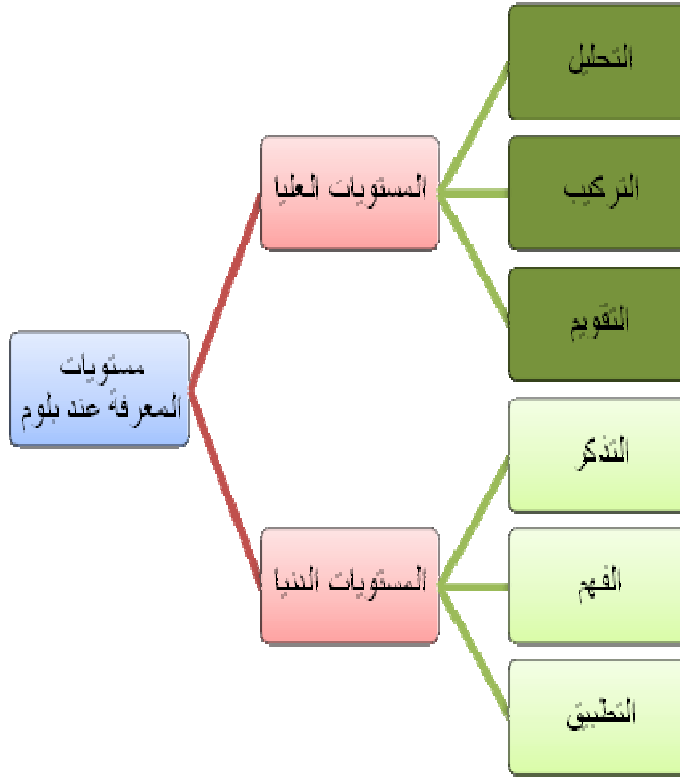 مستويات
المعرفة عند بلوم
المستويات العليا
التحليل
التركيب
التقويم
المستويات الدنيا
التذكر
الفهم
التطبيق